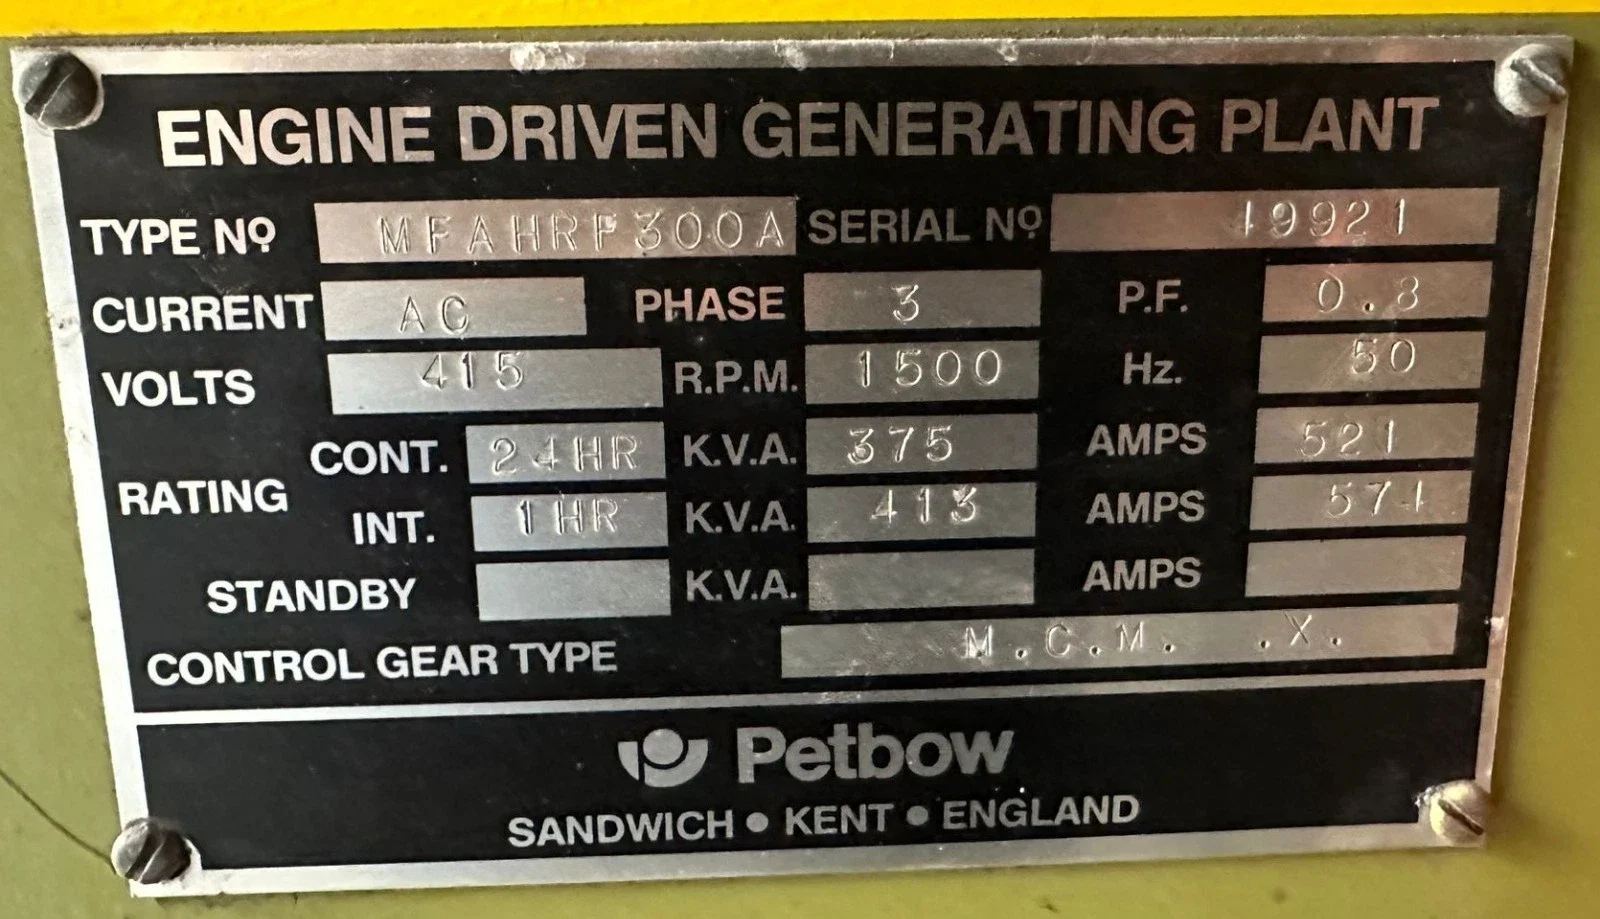 ENGINE DRIVEN GENERATING PLANT
TYPE Nº MFAHRF300A SERIAL Nº 49921
CURRENT AC PHASE 3 P.F. 0.8
VOLTS 415 R.P.M. 1500 Hz. 50
RATING CONT. 24HR K.V.A. 375 AMPS 521
INT. 1HR K.V.A. 413 AMPS 574
STANDBY K.V.A. AMPS
CONTROL GEAR TYPE M.C.M. .X.
Petbow
SANDWICH • KENT • ENGLAND